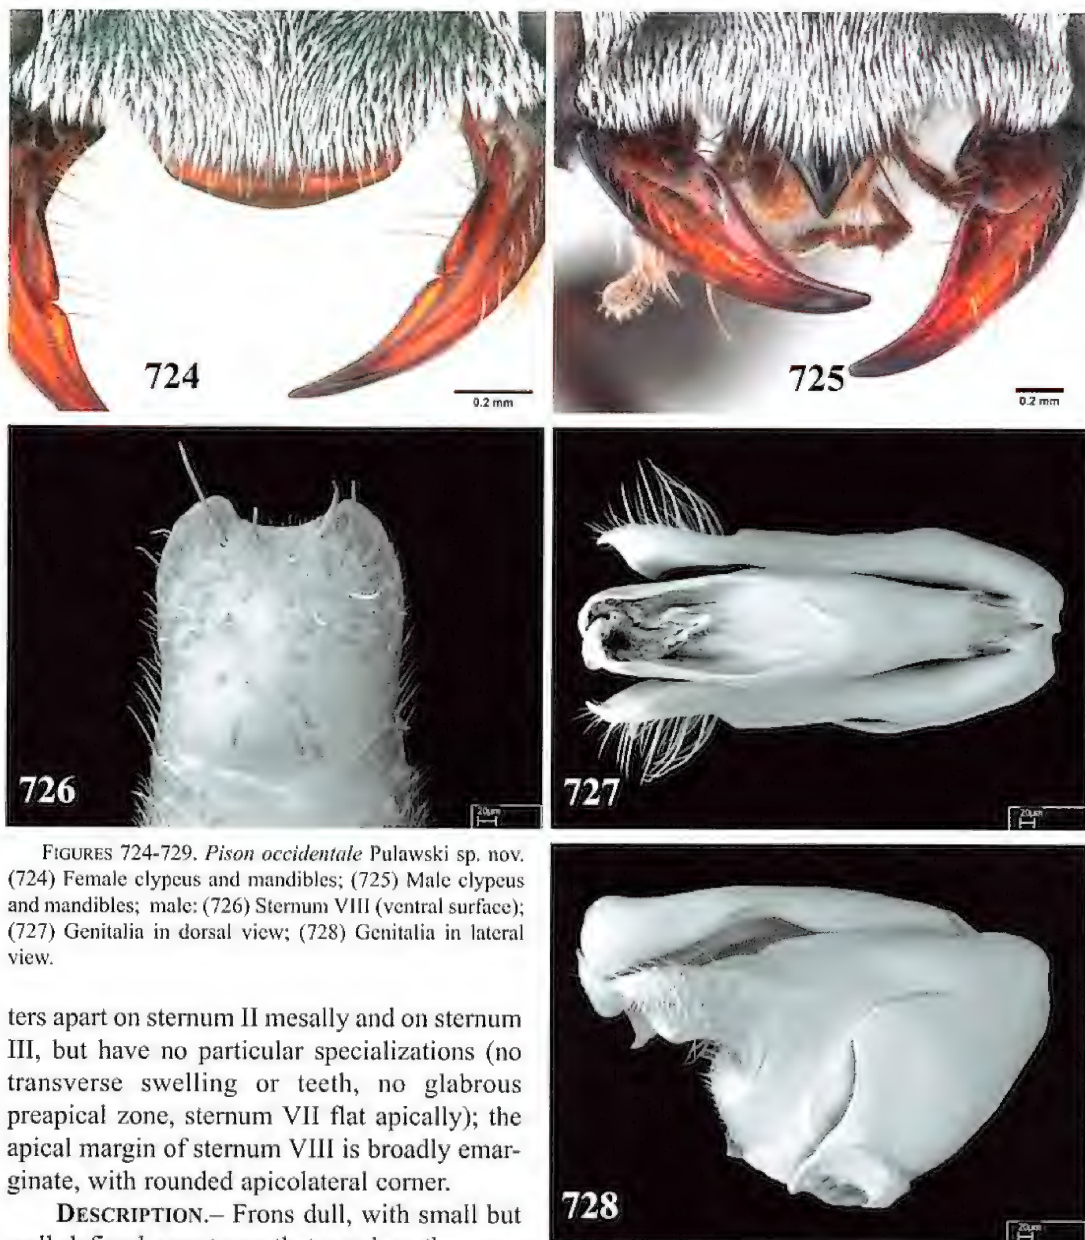 724
0.2 mm
725
0.2 mm
726
20µm
727
20µm
FIGURES 724-729. Pison occidentale Pulawski sp. nov.
(724) Female clypeus and mandibles; (725) Male clypeus
and mandibles; male: (726) Sternum VIII (ventral surface);
(727) Genitalia in dorsal view; (728) Genitalia in lateral
view.
728
20µm
ters apart on sternum II mesally and on sternum
III, but have no particular specializations (no
transverse swelling or teeth, no glabrous
preapical zone, sternum VII flat apically); the
apical margin of sternum VIII is broadly emar-
ginate, with rounded apicolateral corner.
DESCRIPTION.– Frons dull, with small but